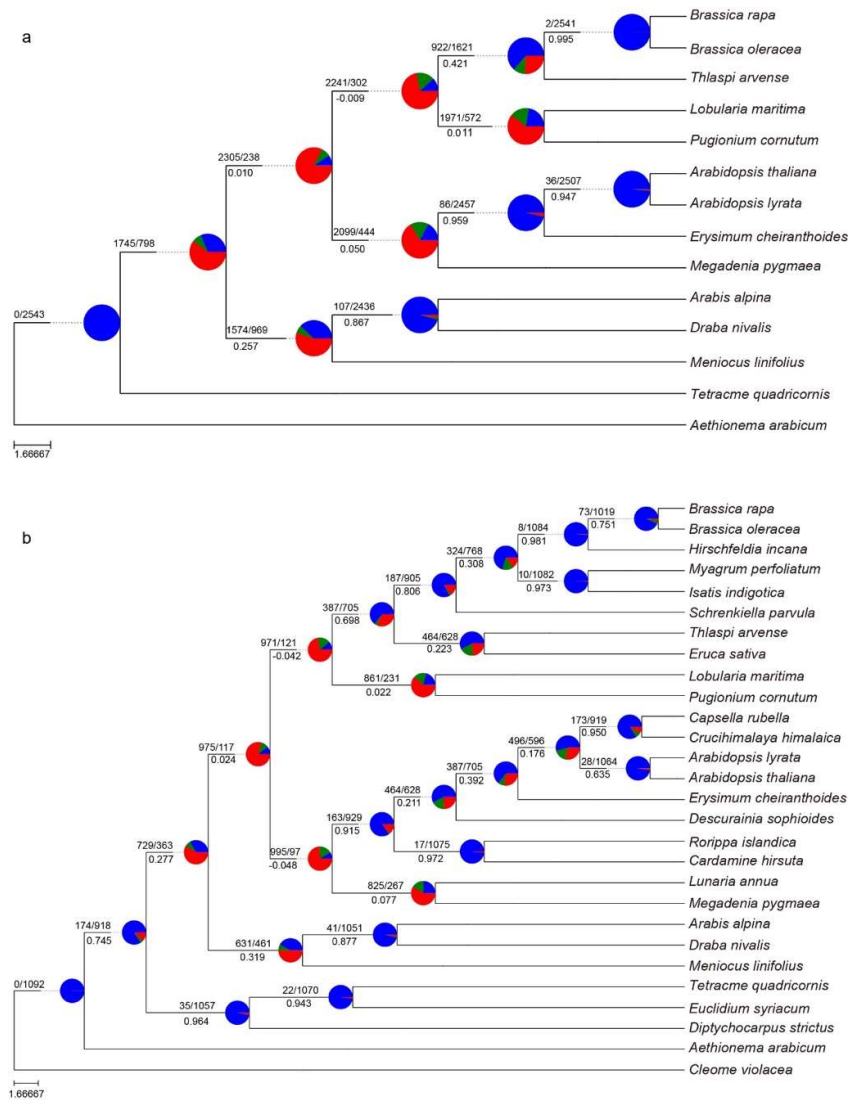 a
Brassica rapa
2/2541
0.995
Brassica oleracea
922/1621
0.421
Thlaspi arvense
2241/302
-0.009
Lobularia maritima
1971/572
0.011
Pugionium cornutum
2305/238
0.010
Arabidopsis thaliana
36/2507
0.947
Arabidopsis lyrata
86/2457
0.959
Erysimum cheiranthoides
2099/444
0.050
Megadenia pygmaea
1745/798
Arabis alpina
107/2436
0.867
Draba nivalis
1574/969
0.257
Meniocus linifolius
0/2543
Tetracme quadricornis
Aethionema arabicum
1.66667
b
Brassica rapa
73/1019
0.751
Brassica oleracea
8/1084
0.981
Hirschfeldia incana
324/768
0.308
Myagrum perfoliatum
10/1082
0.973
Isatis indigotica
187/905
0.806
Schrenkiella parvula
387/705
0.698
Thlaspi arvense
464/628
0.223
Eruca sativa
971/121
-0.042
Lobularia maritima
861/231
0.022
Pugionium cornutum
Capsella rubella
173/919
0.950
Crucihimalaya himalaica
496/596
0.176
Arabidopsis lyrata
28/1064
0.635
Arabidopsis thaliana
387/705
0.392
Erysimum cheiranthoides
464/628
0.211
Descurainia sophioides
975/117
0.024
163/929
0.915
Rorippa islandica
17/1075
0.972
Cardamine hirsuta
995/97
-0.048
Lunaria annua
825/267
0.077
Megadenia pygmaea
729/363
0.277
Arabis alpina
41/1051
0.877
Draba nivalis
631/461
0.319
Meniocus linifolius
174/918
0.745
Tetracme quadricornis
22/1070
0.943
Euclidium syriacum
35/1057
0.964
Diptychocarpus strictus
0/1092
Aethionema arabicum
Cleome violacea
1.66667